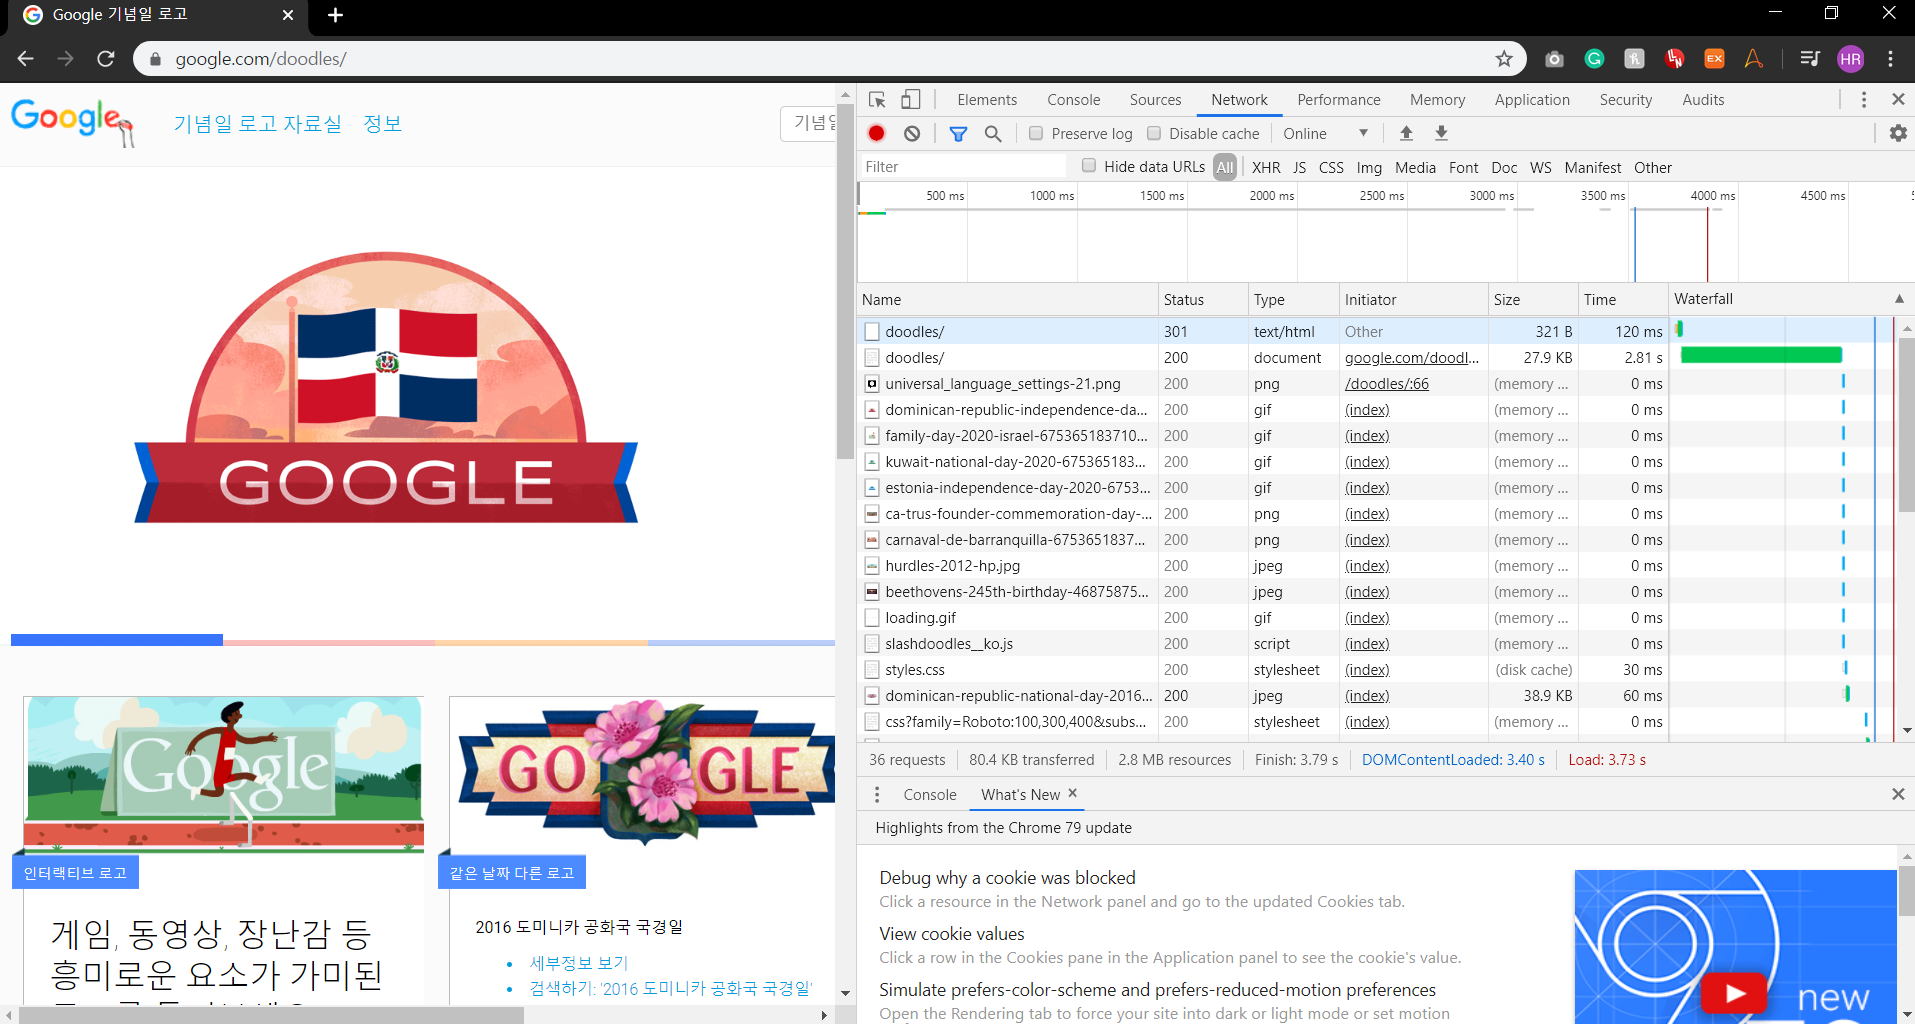 Google 기념일 로고
google.com/doodles/
HR
Google
기념일 로고 자료실 정보
GOOGLE
Google
GOOGLE
인터랙티브 로고
같은 날짜 다른 로고
게임, 동영상, 장난감 등
흥미로운 요소가 가미된
2016 도미니카 공화국 국경일
세부정보 보기
검색하기: '2016 도미니카 공화국 국경일'
Elements Console Sources Network Performance Memory Application Security Audits
Preserve log Disable cache Online
Filter Hide data URLs All XHR JS CSS Img Media Font Doc WS Manifest Other
500 ms 1000 ms 1500 ms 2000 ms 2500 ms 3000 ms 3500 ms 4000 ms 4500 ms
Name Status Type Initiator Size Time Waterfall
doodles/ 301 text/html Other 321 B 120 ms
doodles/ 200 document google.com/doodl... 27.9 KB 2.81 s
universal_language_settings-21.png 200 png /doodles/:66 (memory ... 0 ms
dominican-republic-independence-da... 200 gif (index) (memory ... 0 ms
family-day-2020-israel-675365183710... 200 gif (index) (memory ... 0 ms
kuwait-national-day-2020-675365183... 200 gif (index) (memory ... 0 ms
estonia-independence-day-2020-6753... 200 gif (index) (memory ... 0 ms
ca-trus-founder-commemoration-day-... 200 png (index) (memory ... 0 ms
carnaval-de-barranquilla-6753651837... 200 png (index) (memory ... 0 ms
hurdles-2012-hp.jpg 200 jpeg (index) (memory ... 0 ms
beethovens-245th-birthday-46875875... 200 jpeg (index) (memory ... 0 ms
loading.gif 200 gif (index) (memory ... 0 ms
slashdoodles__ko.js 200 script (index) (memory ... 0 ms
styles.css 200 stylesheet (index) (disk cache) 30 ms
dominican-republic-national-day-2016... 200 jpeg (index) 38.9 KB 60 ms
css?family=Roboto:100,300,400&subs... 200 stylesheet (index) (memory ... 0 ms
36 requests 80.4 KB transferred 2.8 MB resources Finish: 3.79 s DOMContentLoaded: 3.40 s Load: 3.73 s
Console What's New
Highlights from the Chrome 79 update
Debug why a cookie was blocked
Click a resource in the Network panel and go to the updated Cookies tab.
View cookie values
Click a row in the Cookies pane in the Application panel to see the cookie's value.
Simulate prefers-color-scheme and prefers-reduced-motion preferences
Open the Rendering tab to force your site into dark or light mode or set motion
new